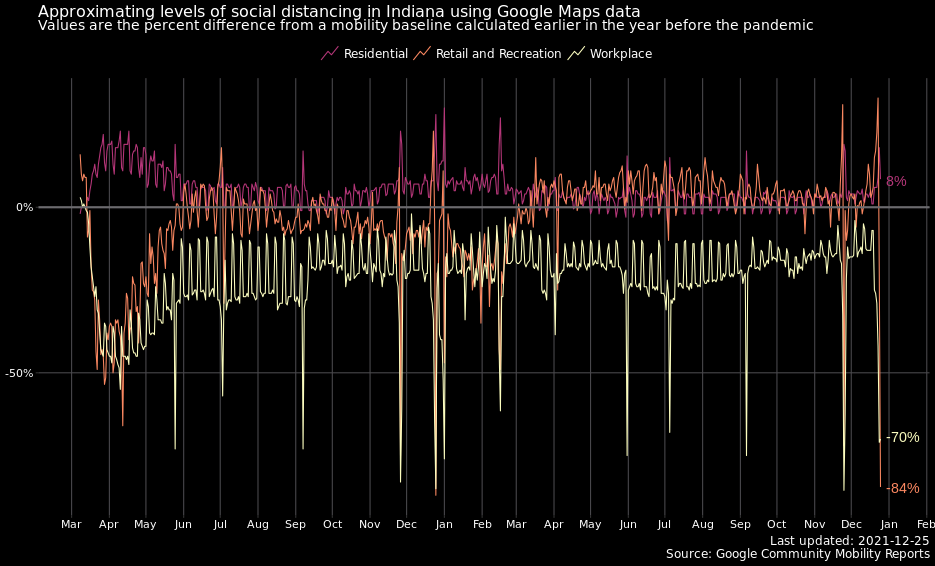 Approximating levels of social distancing in Indiana using Google Maps data
Values are the percent difference from a mobility baseline calculated earlier in the year before the pandemic
Residential Retail and Recreation Workplace
8%
0%
-50%
-70%
-84%
Mar Apr May Jun Jul Aug Sep Oct Nov Dec Jan Feb Mar Apr May Jun Jul Aug Sep Oct Nov Dec Jan Feb
Last updated: 2021-12-25
Source: Google Community Mobility Reports